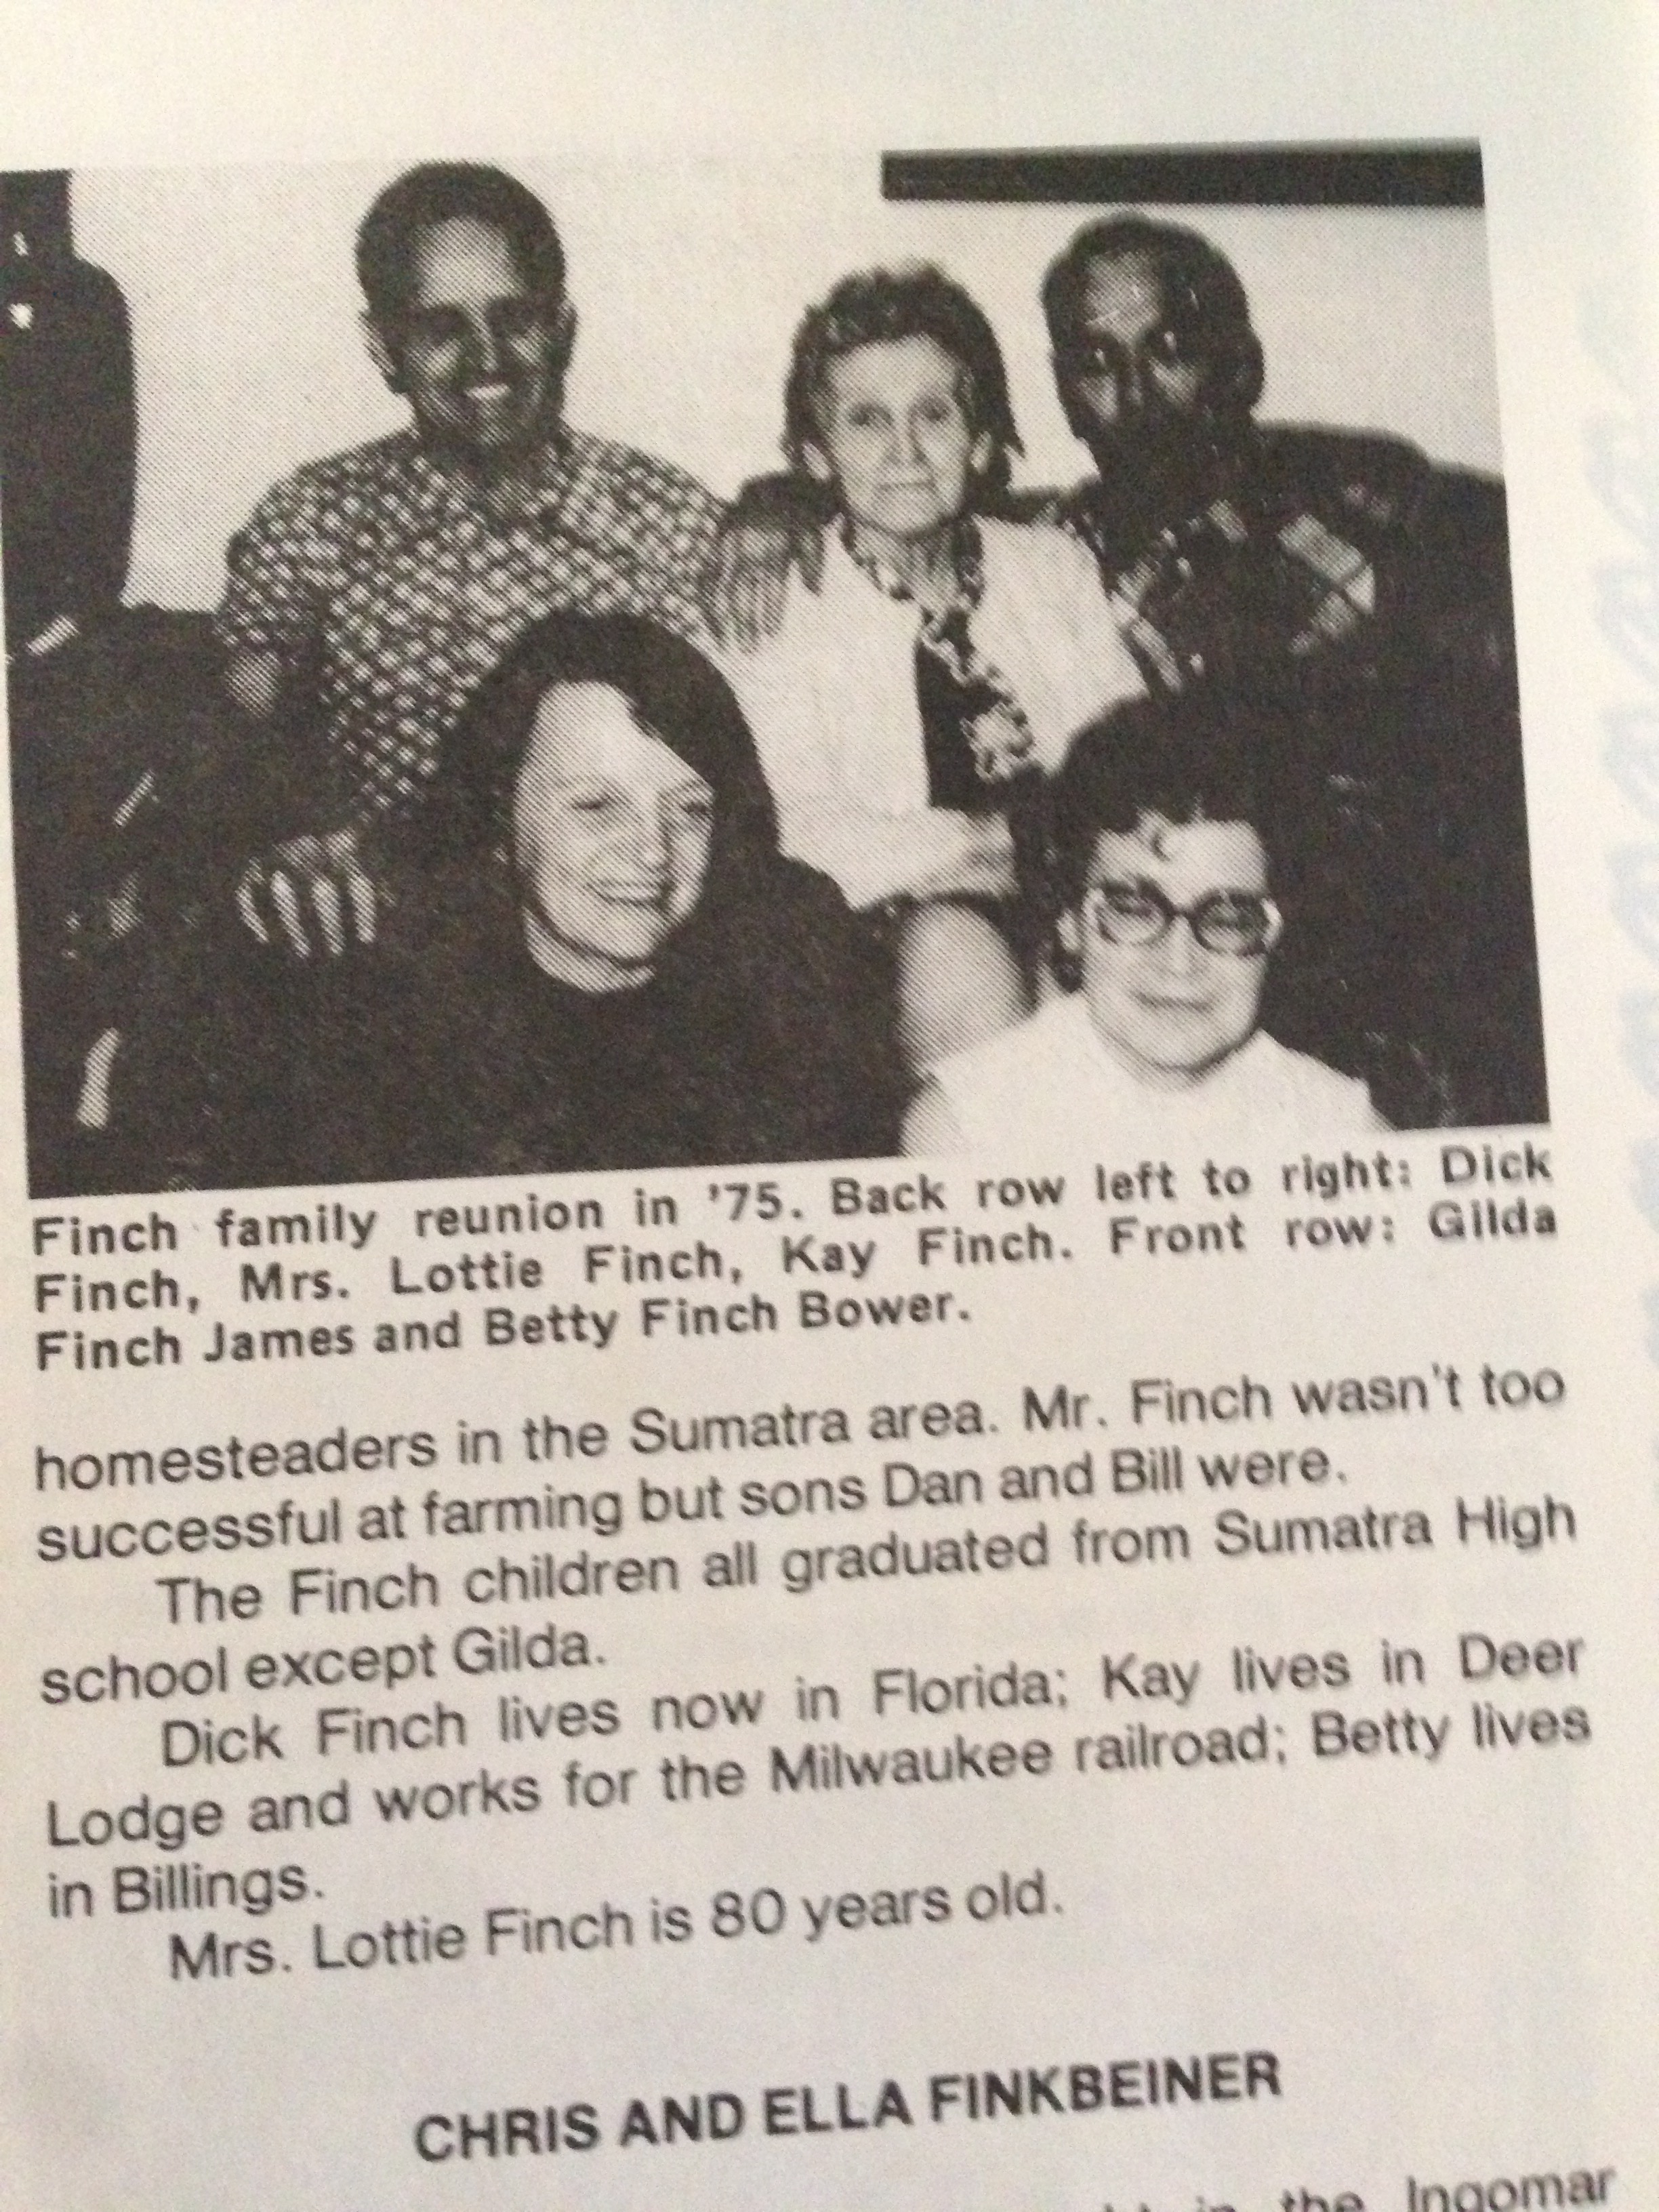 Finch family reunion in '75. Back row left to right: Dick
Finch, Mrs. Lottie Finch, Kay Finch. Front row: Gilda
Finch James and Betty Finch Bower.
homesteaders in the Sumatra area. Mr. Finch wasn't too
successful at farming but sons Dan and Bill were.
The Finch children all graduated from Sumatra High
school except Gilda.
Dick Finch lives now in Florida; Kay lives in Deer
Lodge and works for the Milwaukee railroad; Betty lives
in Billings.
Mrs. Lottie Finch is 80 years old.
CHRIS AND ELLA FINKBEINER
in the Ingomar